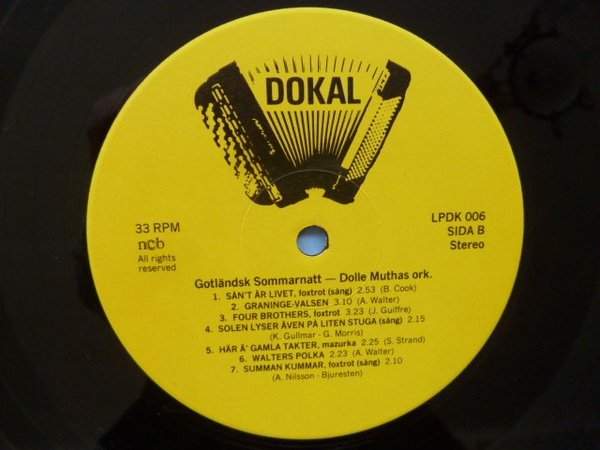 DOKAL
33 RPM
ncb
All rights
reserved
LPDK 006
SIDA B
Stereo
Gotländsk Sommarnatt — Dolle Muthas ork.
1. SÅN'T ÄR LIVET, foxtrot (sång) 2.53 (B. Cook)
2. GRANINGE-VALSEN 3.10 (A. Walter)
3. FOUR BROTHERS, foxtrot 3.23 (J. Guiffre)
4. SOLEN LYSER ÄVEN PÅ LITEN STUGA (sång) 2.15
(K. Gullmar - G. Morris)
5. HÄR Ä' GAMLA TAKTER, mazurka 2.25 (S. Strand)
6. WALTERS POLKA 2.23 (A. Walter)
7. SUMMAN KUMMAR, foxtrot (sång) 2.10
(A. Nilsson - Bjuresten)